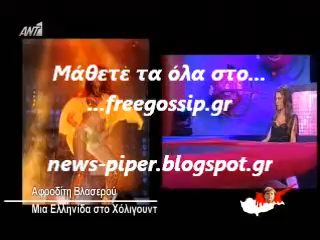 ANT1
Μάθετε τα όλα στο...
...freegossip.gr
news-piper.blogspot.gr
Αφροδίτη Βλασερού
Μια Ελληνίδα στο Χόλιγουντ